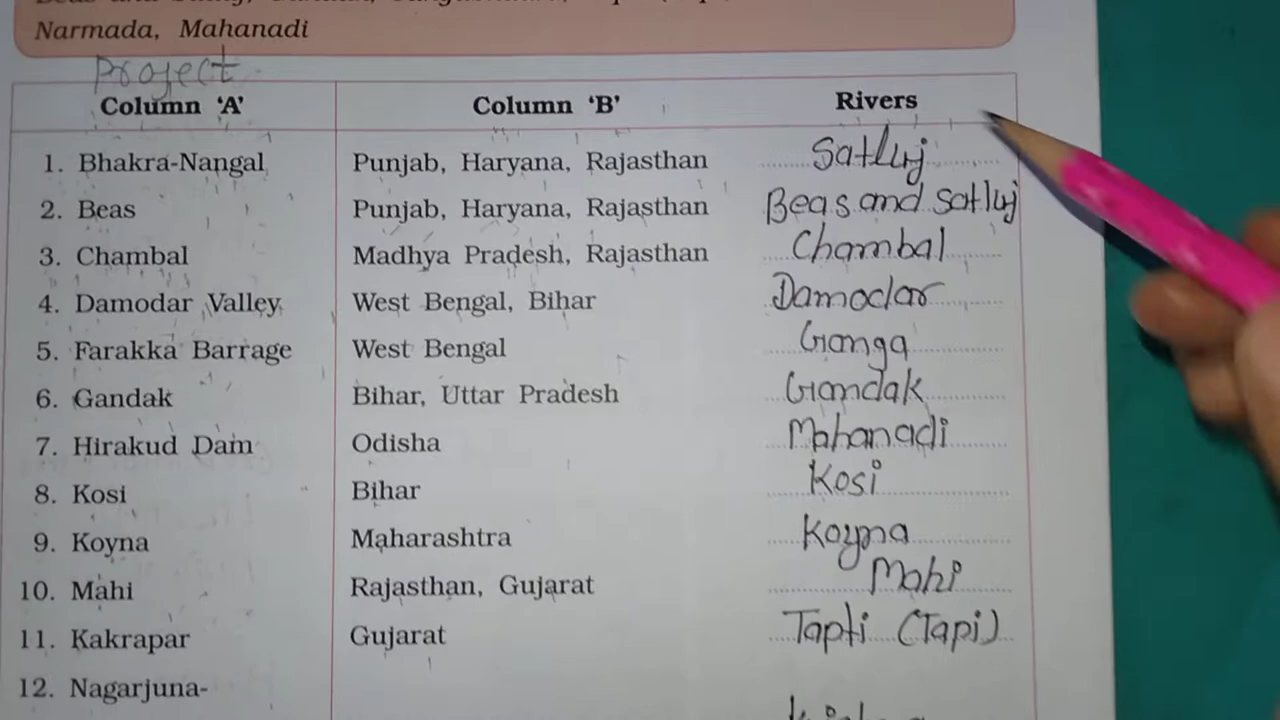 Narmada, Mahanadi
Project
Column 'A' Column 'B' Rivers
1. Bhakra-Nangal Punjab, Haryana, Rajasthan Satluj
2. Beas Punjab, Haryana, Rajasthan Beas and Satluj
3. Chambal Madhya Pradesh, Rajasthan Chambal
4. Damodar Valley West Bengal, Bihar Damodar
5. Farakka Barrage West Bengal Ganga
6. Gandak Bihar, Uttar Pradesh Gandak
7. Hirakud Dam Odisha Mahanadi
8. Kosi Bihar Kosi
9. Koyna Maharashtra Koyna
10. Mahi Rajasthan, Gujarat Mahi
11. Kakrapar Gujarat Tapti (Tapi)
12. Nagarjuna-